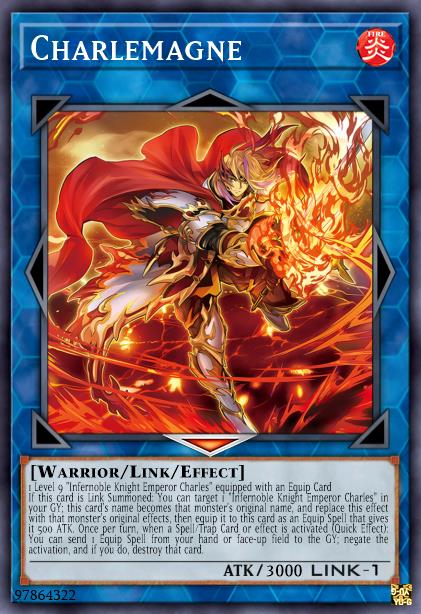 CHARLEMAGNE
FIRE
炎
[WARRIOR/LINK/EFFECT]
1 Level 9 "Infernoble Knight Emperor Charles" equipped with an Equip Card
If this card is Link Summoned: You can target 1 "Infernoble Knight Emperor Charles" in
your GY; this card's name becomes that monster's original name, and replace this effect
with that monster's original effects, then equip it to this card as an Equip Spell that gives
it 500 ATK. Once per turn, when a Spell/Trap Card or effect is activated (Quick Effect):
You can send 1 Equip Spell from your hand or face-up field to the GY; negate the
activation, and if you do, destroy that card.
ATK/3000 LINK-1
97864322